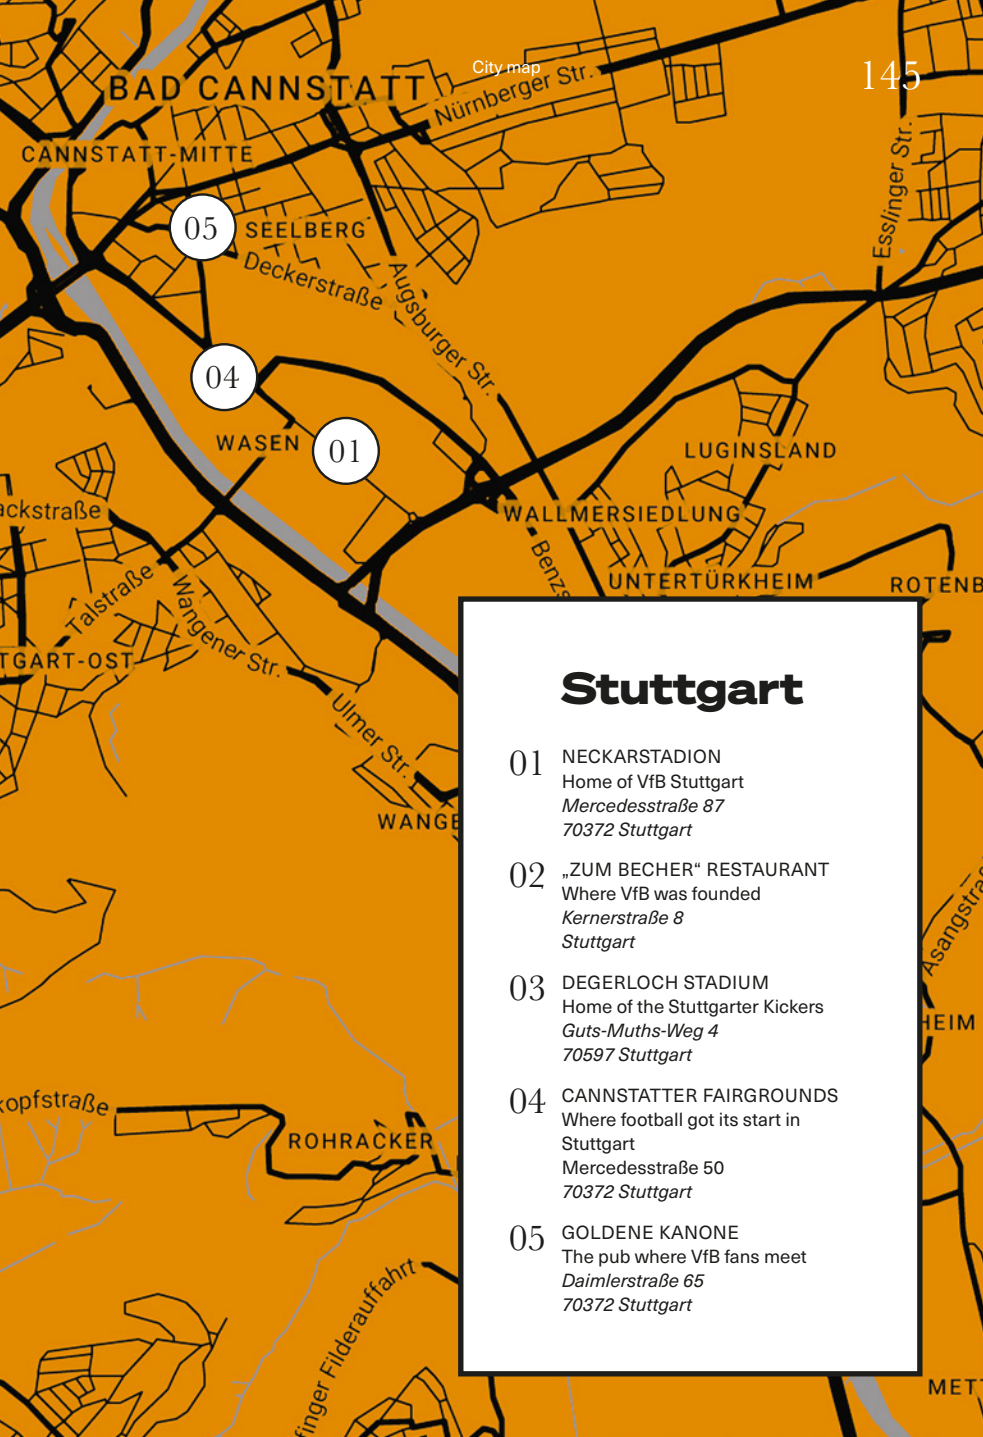 City map
145
BAD CANNSTATT
Nürnberger Str.
CANNSTATT-MITTE
Esslinger Str.
05
SEELBERG
Deckerstraße
Augsburger Str.
04
WASEN
01
LUGINSLAND
ackstraße
WALLMERSIEDLUNG
Benzs
Talstraße
Wangener Str.
UNTERTÜRKHEIM
ROTENB
TGART-OST
Ulmer Str.
WANGE
Stuttgart
01
NECKARSTADION
Home of VfB Stuttgart
Mercedesstraße 87
70372 Stuttgart
02
„ZUM BECHER“ RESTAURANT
Where VfB was founded
Kernerstraße 8
Stuttgart
03
DEGERLOCH STADIUM
Home of the Stuttgarter Kickers
Guts-Muths-Weg 4
70597 Stuttgart
04
CANNSTATTER FAIRGROUNDS
Where football got its start in
Stuttgart
Mercedesstraße 50
70372 Stuttgart
05
GOLDENE KANONE
The pub where VfB fans meet
Daimlerstraße 65
70372 Stuttgart
Asangstraß
HEIM
kopfstraße
ROHRACKER
finger Filderauffahrt
METT